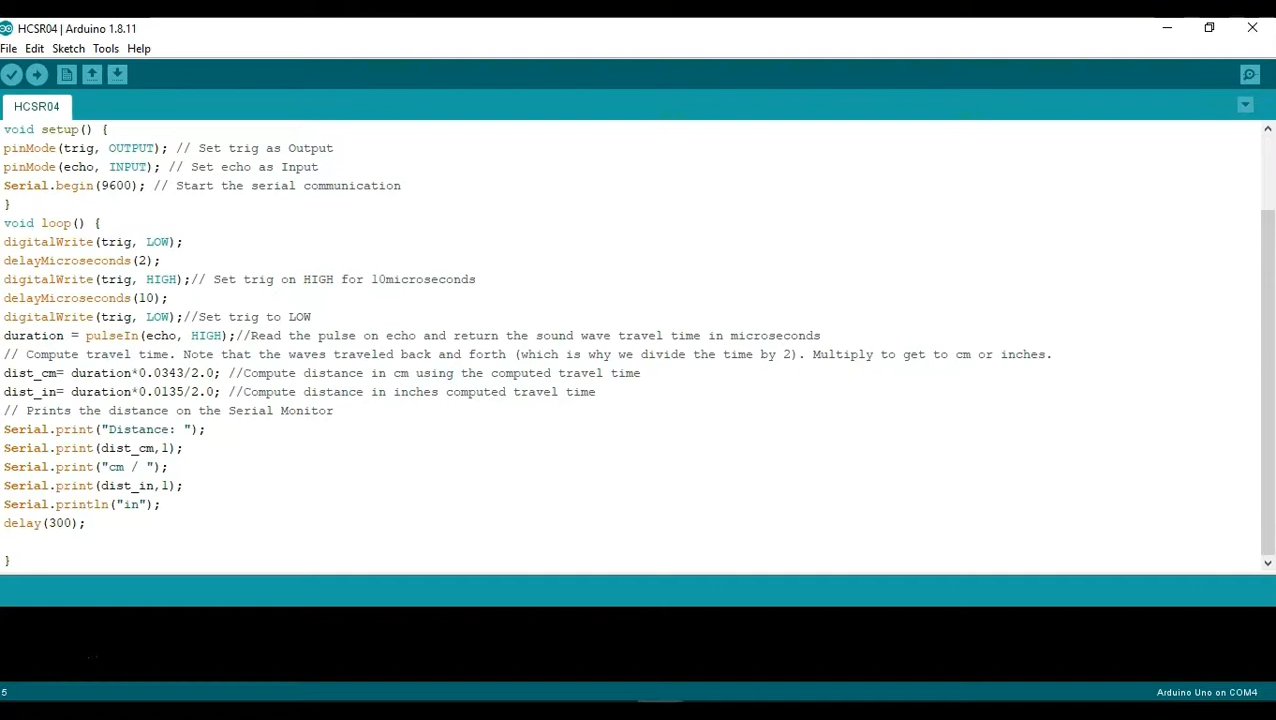 HCSR04 | Arduino 1.8.11
File Edit Sketch Tools Help
HCSR04
void setup() {
pinMode(trig, OUTPUT); // Set trig as Output
pinMode(echo, INPUT); // Set echo as Input
Serial.begin(9600); // Start the serial communication
}
void loop() {
digitalWrite(trig, LOW);
delayMicroseconds(2);
digitalWrite(trig, HIGH);// Set trig on HIGH for 10microseconds
delayMicroseconds(10);
digitalWrite(trig, LOW);//Set trig to LOW
duration = pulseIn(echo, HIGH);//Read the pulse on echo and return the sound wave travel time in microseconds
// Compute travel time. Note that the waves traveled back and forth (which is why we divide the time by 2). Multiply to get to cm or inches.
dist_cm= duration*0.0343/2.0; //Compute distance in cm using the computed travel time
dist_in= duration*0.0135/2.0; //Compute distance in inches computed travel time
// Prints the distance on the Serial Monitor
Serial.print("Distance: ");
Serial.print(dist_cm,1);
Serial.print("cm / ");
Serial.print(dist_in,1);
Serial.println("in");
delay(300);
}
5 Arduino Uno on COM4